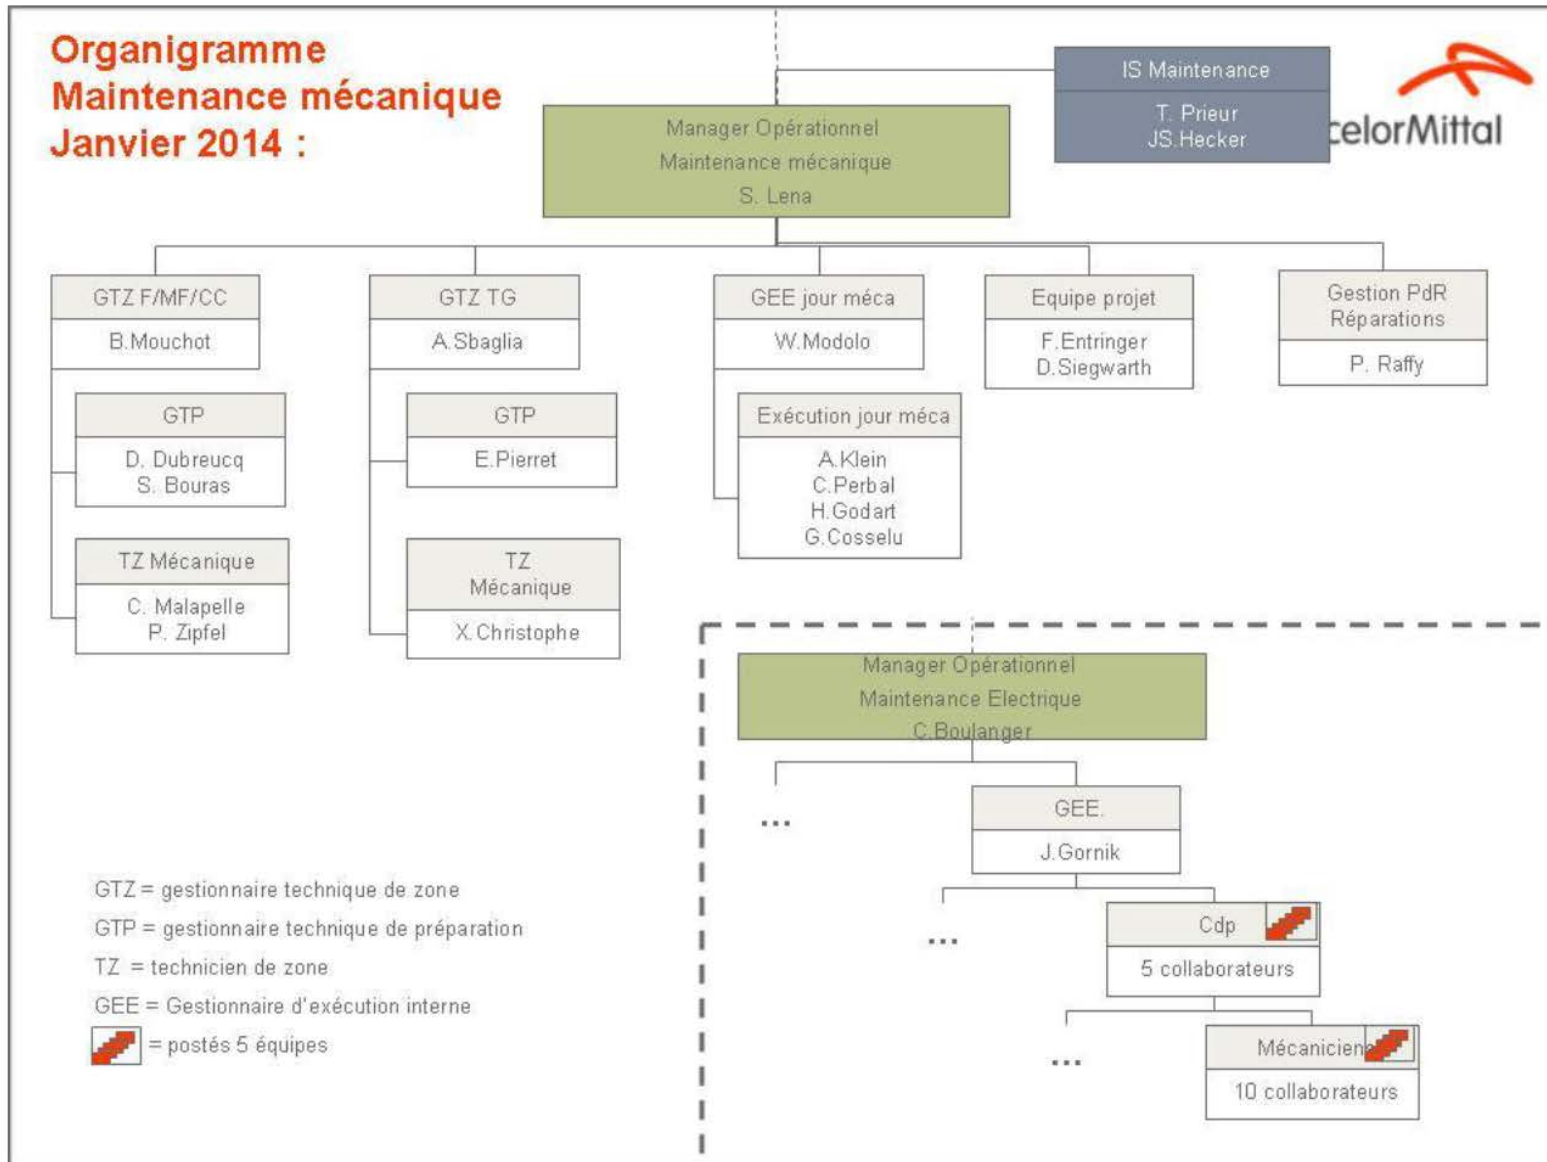 Organigramme
Maintenance mécanique
Janvier 2014 :
IS Maintenance
T. Prieur
JS.Hecker
celorMittal
Manager Opérationnel
Maintenance mécanique
S. Lena
GTZ F/MF/CC
B.Mouchot
GTP
D. Dubreucq
S. Bouras
TZ Mécanique
C. Malapelle
P. Zipfel
GTZ TG
A.Sbaglia
GTP
E.Pierret
TZ
Mécanique
X.Christophe
GEE jour méca
W.Modolo
Exécution jour méca
A.Klein
C.Perbal
H.Godart
G.Cosselu
Equipe projet
F.Entringer
D.Siegwarth
Gestion PdR
Réparations
P. Raffy
Manager Opérationnel
Maintenance Electrique
C.Boulanger
...
GEE.
J.Gornik
...
Cdp
5 collaborateurs
...
Mécaniciens
10 collaborateurs
GTZ = gestionnaire technique de zone
GTP = gestionnaire technique de préparation
TZ = technicien de zone
GEE = Gestionnaire d'exécution interne
= postés 5 équipes